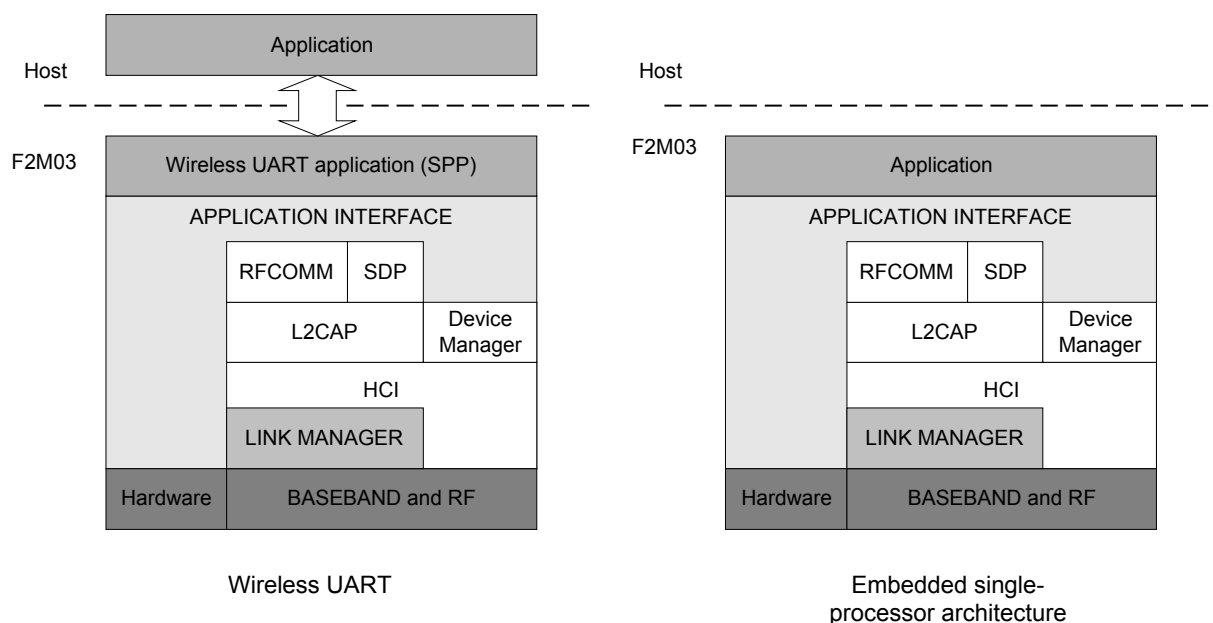 Application
Host
F2M03
Wireless UART application (SPP)
APPLICATION INTERFACE
RFCOMM
SDP
L2CAP
Device
Manager
HCI
LINK MANAGER
Hardware
BASEBAND and RF
Wireless UART
Host
F2M03
Application
APPLICATION INTERFACE
RFCOMM
SDP
L2CAP
Device
Manager
HCI
LINK MANAGER
Hardware
BASEBAND and RF
Embedded single-
processor architecture